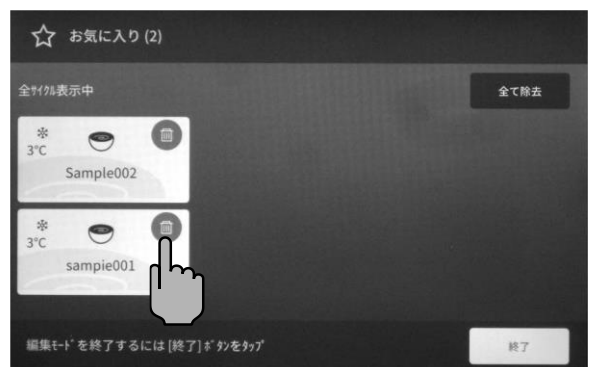 お気に入り (2)
全ｻｲｸﾙ表示中
全て除去
3°C
Sample002
3°C
sampie001
編集ﾓｰﾄﾞを終了するには [終了] ﾎﾞﾀﾝをﾀｯﾌﾟ
終了